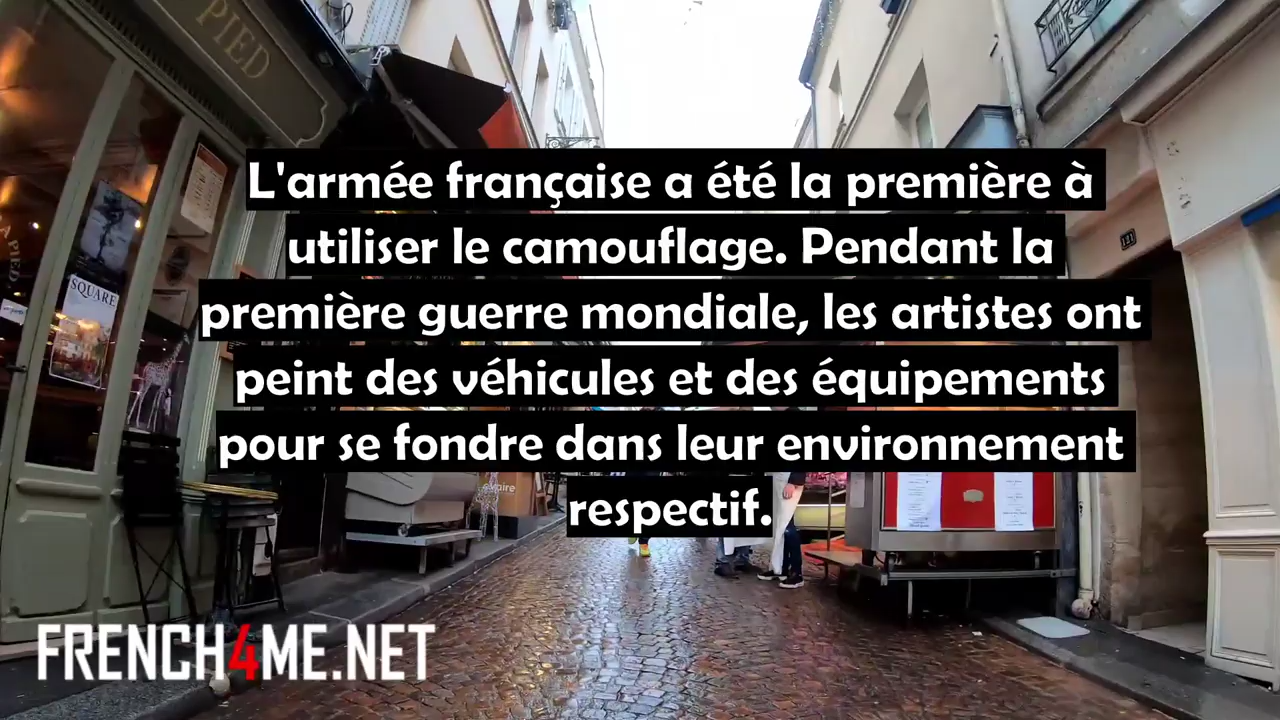 PIED
A PIED
SQUARE
L'armée française a été la première à
utiliser le camouflage. Pendant la
première guerre mondiale, les artistes ont
peint des véhicules et des équipements
pour se fondre dans leur environnement
respectif.
FRENCH4ME.NET